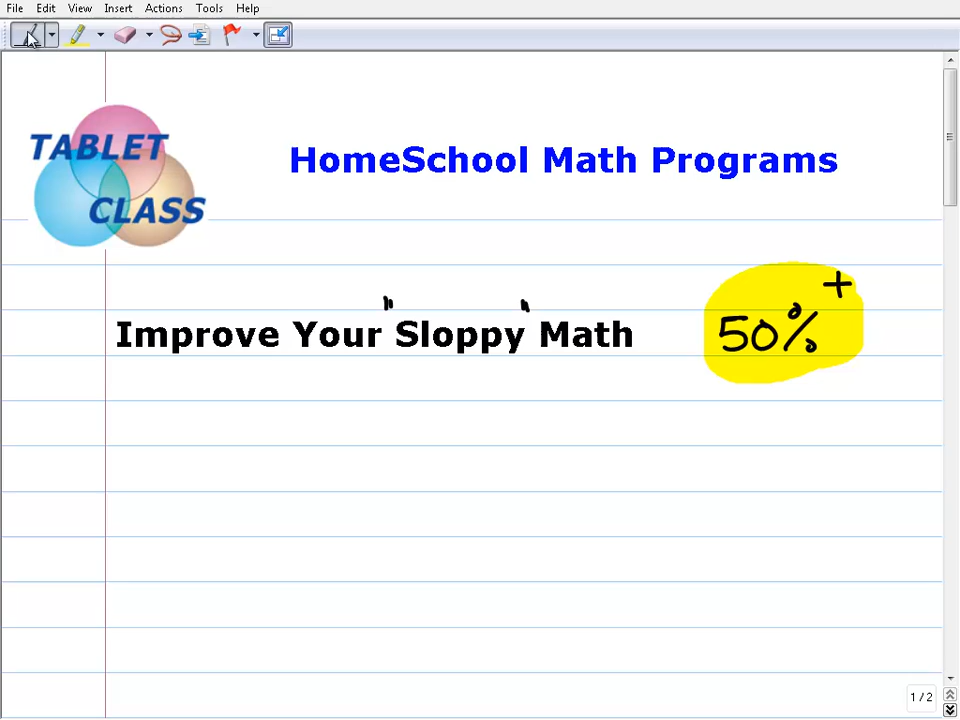 File Edit View Insert Actions Tools Help
TABLET
CLASS
HomeSchool Math Programs
Improve Your "Sloppy" Math
50%+
1 / 2